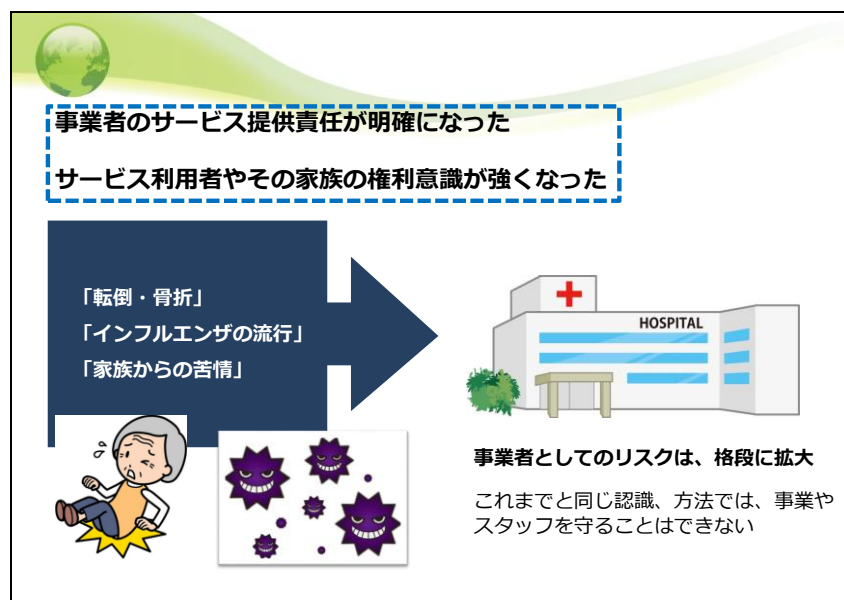 事業者のサービス提供責任が明確になった
サービス利用者やその家族の権利意識が強くなった
「転倒・骨折」
「インフルエンザの流行」
「家族からの苦情」
HOSPITAL
事業者としてのリスクは、格段に拡大
これまでと同じ認識、方法では、事業や
スタッフを守ることはできない